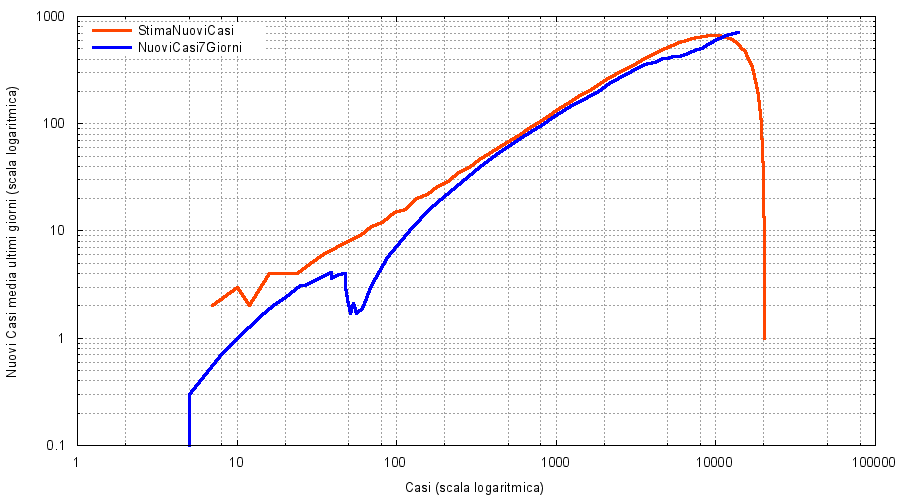 StimaNuoviCasi
NuoviCasi7Giorni
Nuovi Casi media ultimi giorni (scala logaritmica)
1000
100
10
1
0.1
1
10
100
1000
10000
100000
Casi (scala logaritmica)